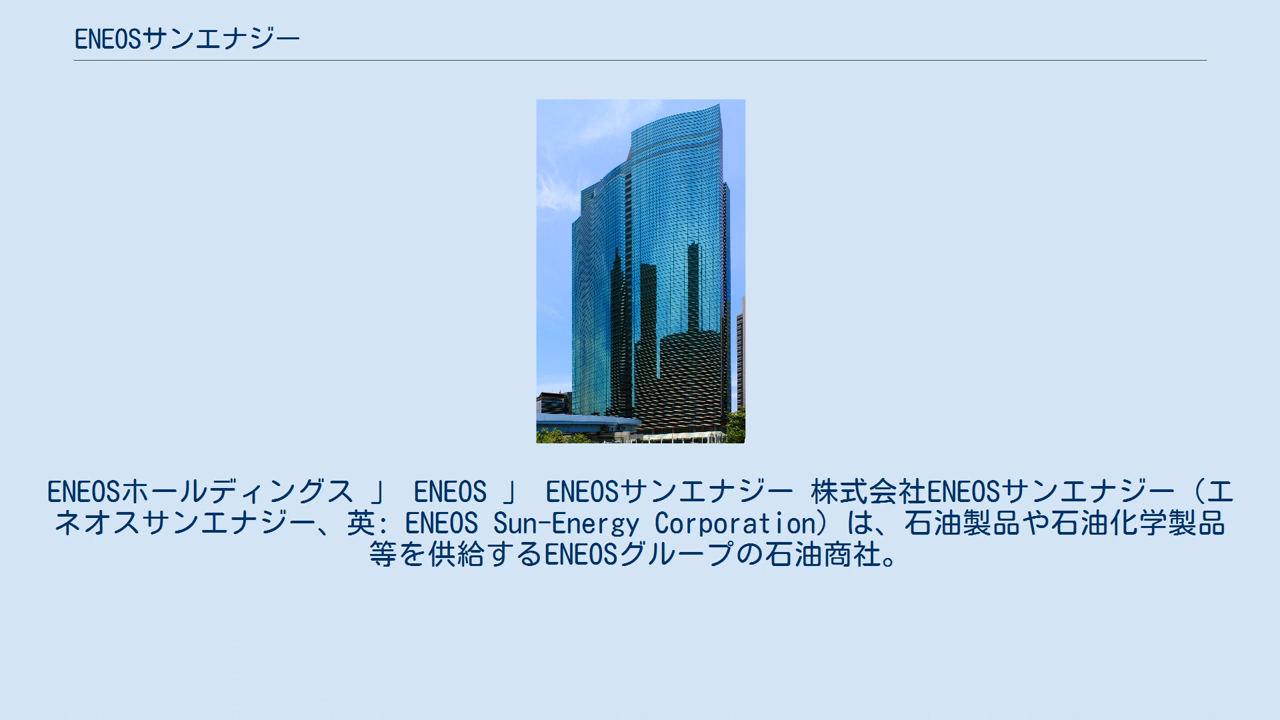 ENEOSサンエナジー
ENEOSホールディングス 」 ENEOS 」 ENEOSサンエナジー 株式会社ENEOSサンエナジー（エ
ネオスサンエナジー、英: ENEOS Sun-Energy Corporation）は、石油製品や石油化学製品
等を供給するENEOSグループの石油商社。